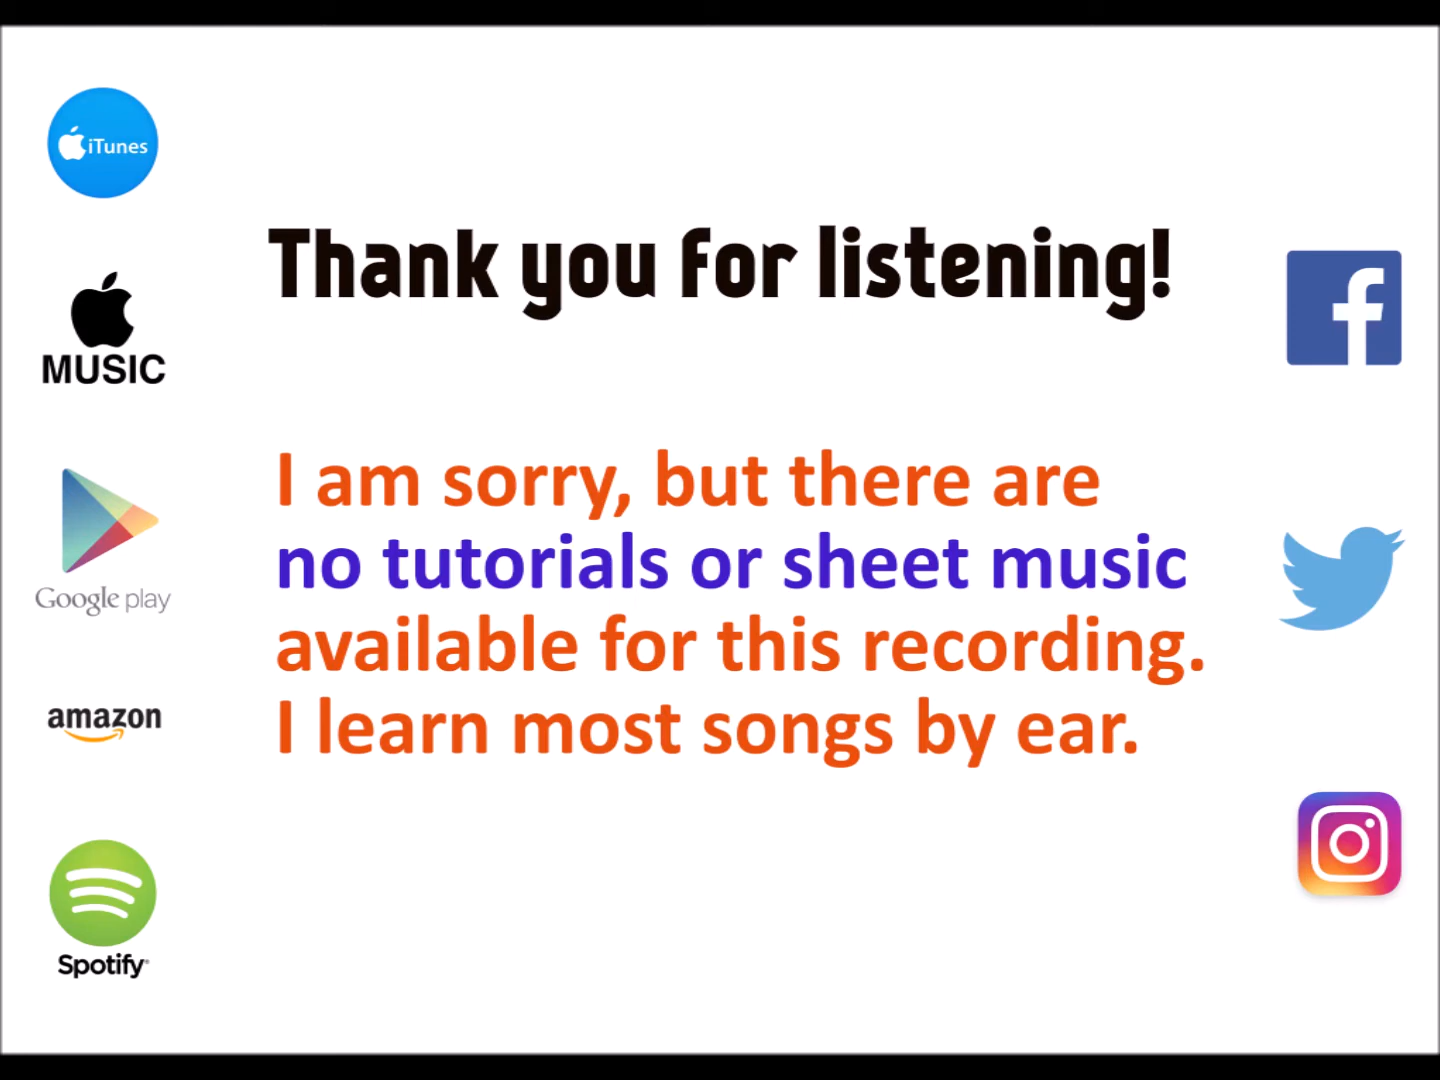 iTunes
MUSIC
Google play
amazon
Spotify
Thank you for listening!
I am sorry, but there are
no tutorials or sheet music
available for this recording.
I learn most songs by ear.